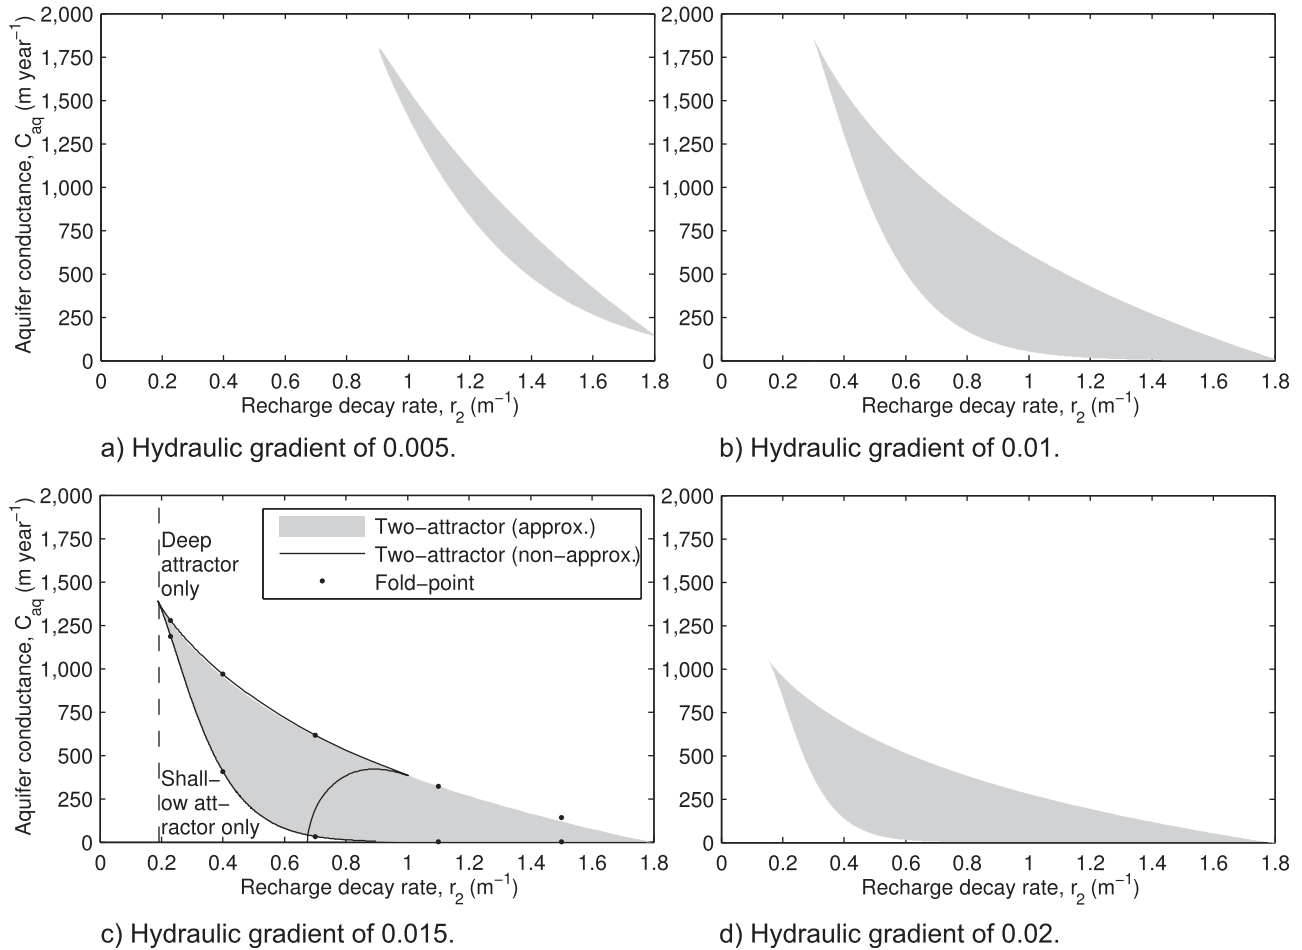 2,000
1,750
1,500
1,250
1,000
750
500
250
0
Aquifer conductance, C_aq (m year⁻¹)
0 0.2 0.4 0.6 0.8 1 1.2 1.4 1.6 1.8
Recharge decay rate, r_2 (m⁻¹)
a) Hydraulic gradient of 0.005.
2,000
1,750
1,500
1,250
1,000
750
500
250
0
0 0.2 0.4 0.6 0.8 1 1.2 1.4 1.6 1.8
Recharge decay rate, r_2 (m⁻¹)
b) Hydraulic gradient of 0.01.
2,000
1,750
1,500
1,250
1,000
750
500
250
0
Aquifer conductance, C_aq (m year⁻¹)
Deep
attractor
only
Two−attractor (approx.)
Two−attractor (non−approx.)
Fold−point
Shall−
ow att−
ractor only
0 0.2 0.4 0.6 0.8 1 1.2 1.4 1.6 1.8
Recharge decay rate, r_2 (m⁻¹)
c) Hydraulic gradient of 0.015.
2,000
1,750
1,500
1,250
1,000
750
500
250
0
0 0.2 0.4 0.6 0.8 1 1.2 1.4 1.6 1.8
Recharge decay rate, r_2 (m⁻¹)
d) Hydraulic gradient of 0.02.